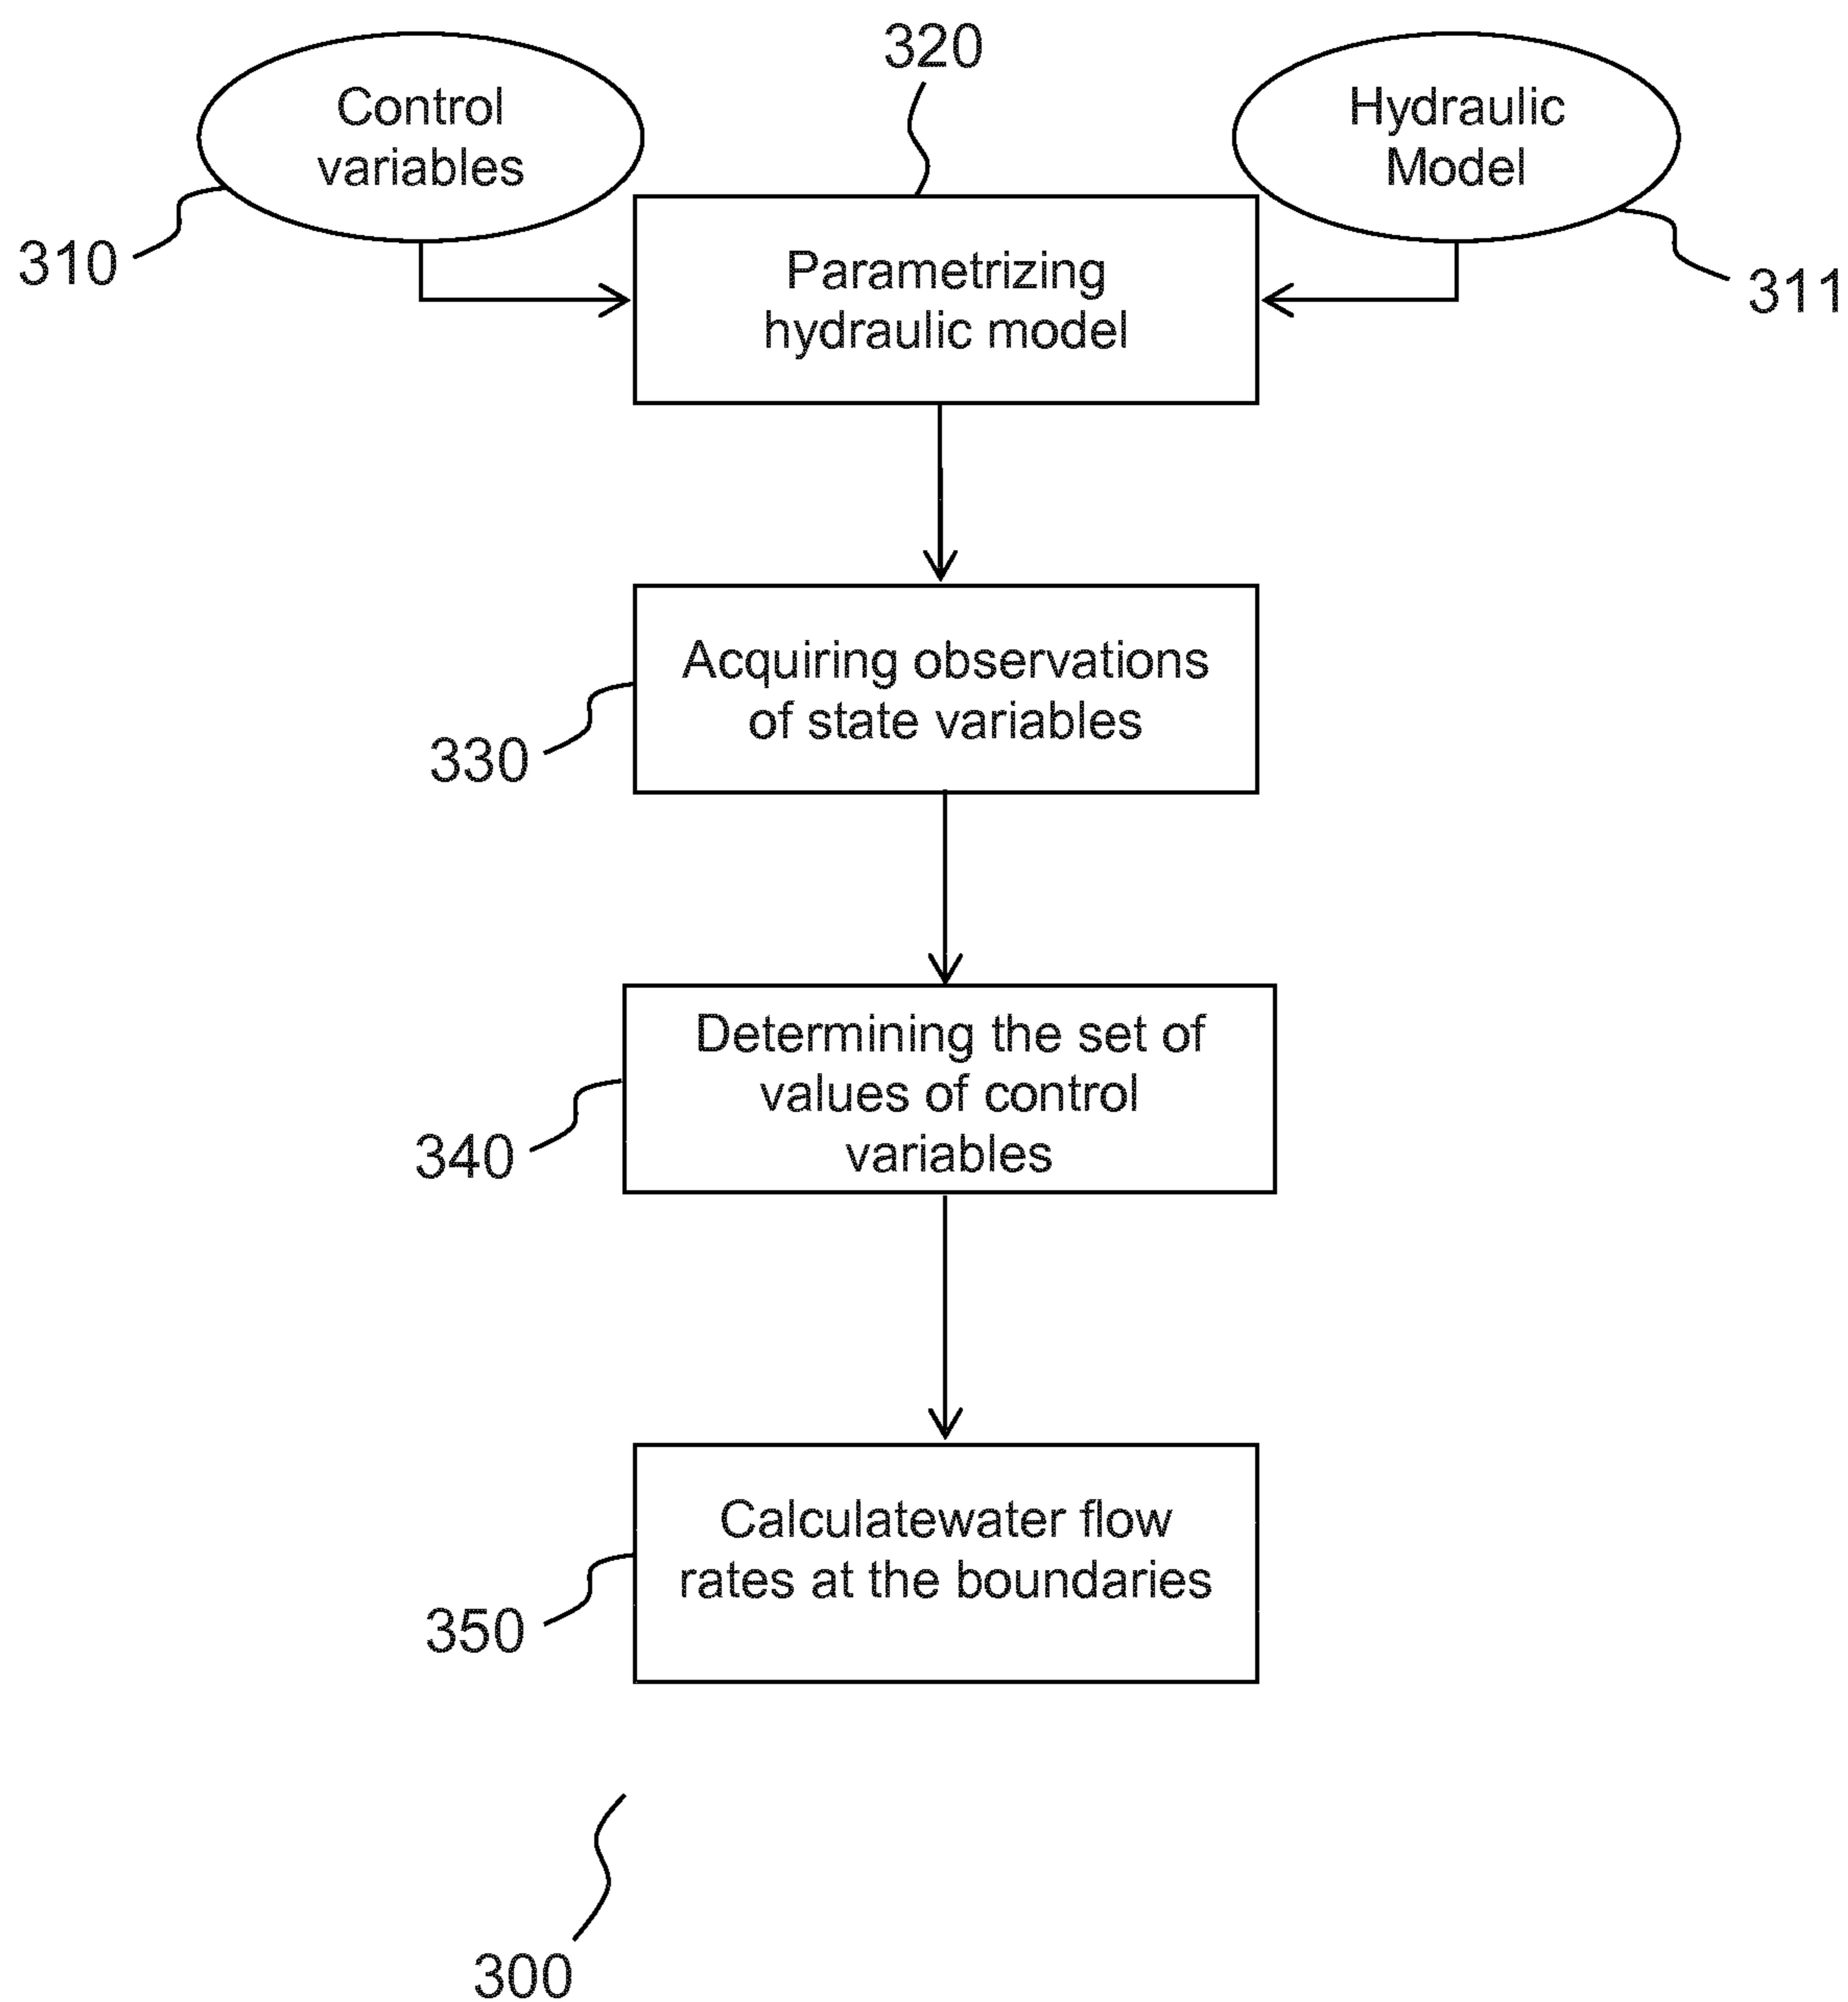 320
Control
variables
Hydraulic
Model
310
311
Parametrizing
hydraulic model
Acquiring observations
of state variables
330
Determining the set of
values of control
variables
340
Calculatewater flow
rates at the boundaries
350
300